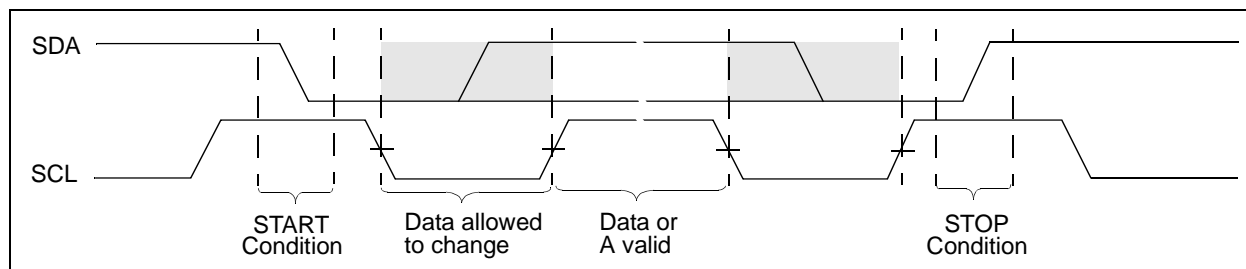 SDA
SCL
START
Condition
Data allowed
to change
Data or
A valid
STOP
Condition